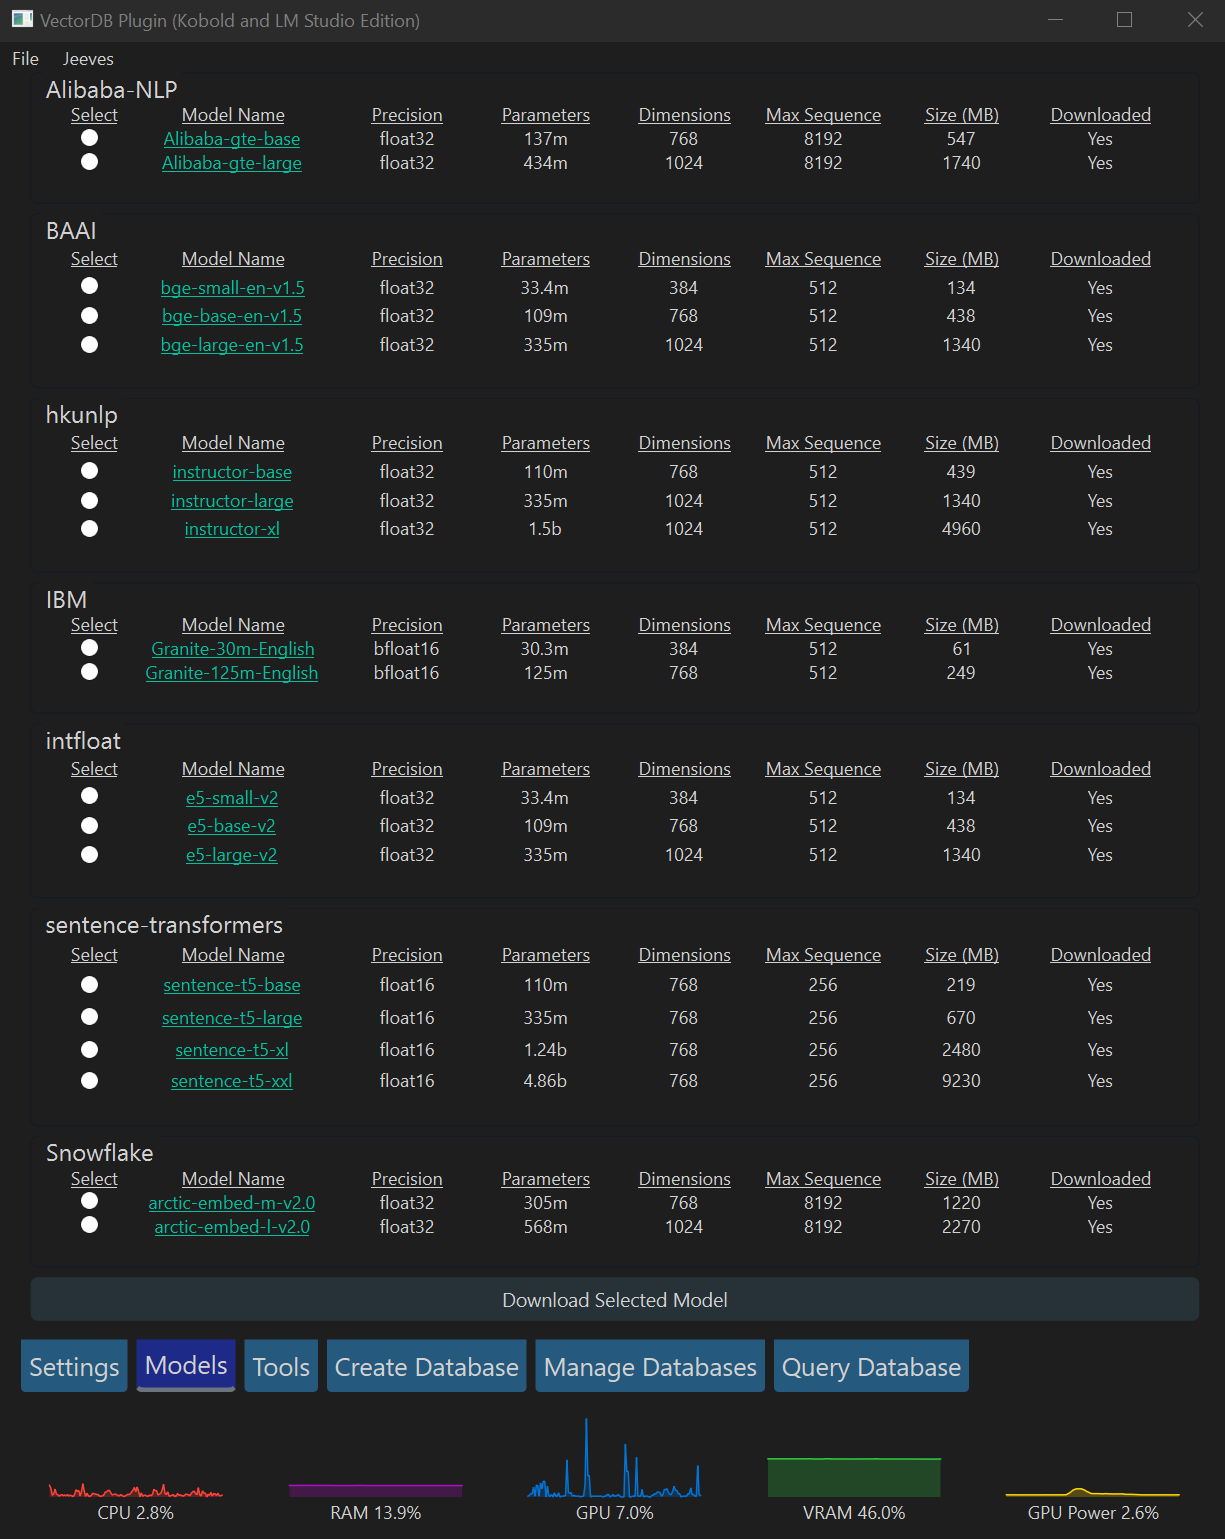 VectorDB Plugin (Kobold and LM Studio Edition)
File Jeeves
Alibaba-NLP
Select Model Name Precision Parameters Dimensions Max Sequence Size (MB) Downloaded
Alibaba-gte-base float32 137m 768 8192 547 Yes
Alibaba-gte-large float32 434m 1024 8192 1740 Yes
BAAI
Select Model Name Precision Parameters Dimensions Max Sequence Size (MB) Downloaded
bge-small-en-v1.5 float32 33.4m 384 512 134 Yes
bge-base-en-v1.5 float32 109m 768 512 438 Yes
bge-large-en-v1.5 float32 335m 1024 512 1340 Yes
hkunlp
Select Model Name Precision Parameters Dimensions Max Sequence Size (MB) Downloaded
instructor-base float32 110m 768 512 439 Yes
instructor-large float32 335m 1024 512 1340 Yes
instructor-xl float32 1.5b 1024 512 4960 Yes
IBM
Select Model Name Precision Parameters Dimensions Max Sequence Size (MB) Downloaded
Granite-30m-English bfloat16 30.3m 384 512 61 Yes
Granite-125m-English bfloat16 125m 768 512 249 Yes
intfloat
Select Model Name Precision Parameters Dimensions Max Sequence Size (MB) Downloaded
e5-small-v2 float32 33.4m 384 512 134 Yes
e5-base-v2 float32 109m 768 512 438 Yes
e5-large-v2 float32 335m 1024 512 1340 Yes
sentence-transformers
Select Model Name Precision Parameters Dimensions Max Sequence Size (MB) Downloaded
sentence-t5-base float16 110m 768 256 219 Yes
sentence-t5-large float16 335m 768 256 670 Yes
sentence-t5-xl float16 1.24b 768 256 2480 Yes
sentence-t5-xxl float16 4.86b 768 256 9230 Yes
Snowflake
Select Model Name Precision Parameters Dimensions Max Sequence Size (MB) Downloaded
arctic-embed-m-v2.0 float32 305m 768 8192 1220 Yes
arctic-embed-l-v2.0 float32 568m 1024 8192 2270 Yes
Download Selected Model
Settings Models Tools Create Database Manage Databases Query Database
CPU 2.8% RAM 13.9% GPU 7.0% VRAM 46.0% GPU Power 2.6%